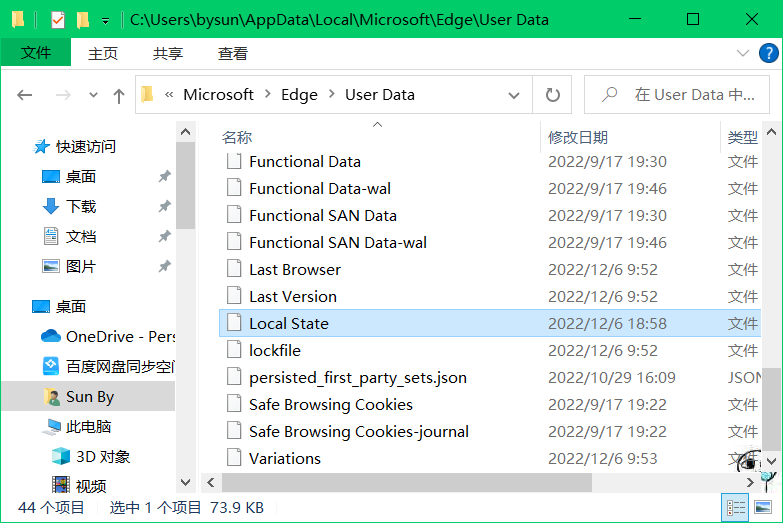 C:\Users\bysun\AppData\Local\Microsoft\Edge\User Data
文件 主页 共享 查看
« Microsoft > Edge > User Data 在 User Data 中...
名称 修改日期 类型
快速访问
桌面
下载
文档
图片
桌面
OneDrive - Pers
百度网盘同步空间
Sun By
此电脑
3D 对象
视频
Functional Data 2022/9/17 19:30 文件
Functional Data-wal 2022/9/17 19:46 文件
Functional SAN Data 2022/9/17 19:30 文件
Functional SAN Data-wal 2022/9/17 19:46 文件
Last Browser 2022/12/6 9:52 文件
Last Version 2022/12/6 9:52 文件
Local State 2022/12/6 18:58 文件
lockfile 2022/12/6 9:52 文件
persisted_first_party_sets.json 2022/10/29 16:09 JSON
Safe Browsing Cookies 2022/9/17 19:22 文件
Safe Browsing Cookies-journal 2022/9/17 19:22 文件
Variations 2022/12/6 9:53 文件
44 个项目 选中 1 个项目 73.9 KB